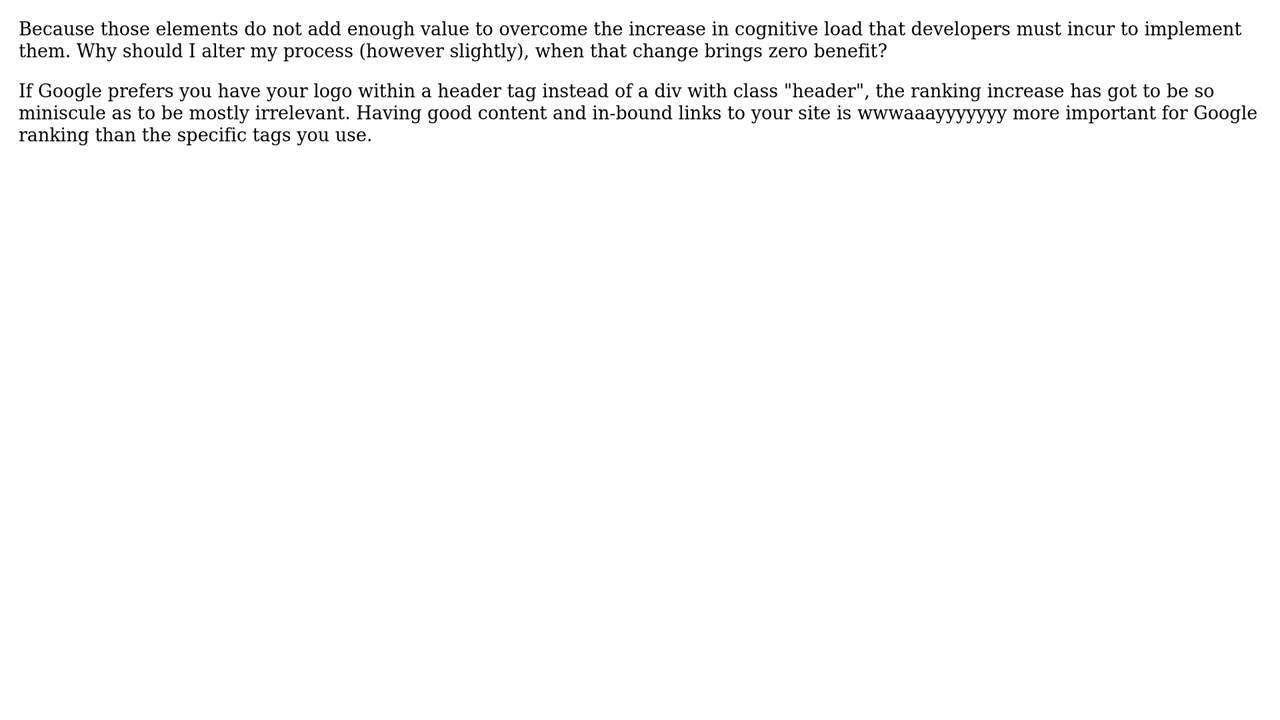 Because those elements do not add enough value to overcome the increase in cognitive load that developers must incur to implement
them. Why should I alter my process (however slightly), when that change brings zero benefit?
If Google prefers you have your logo within a header tag instead of a div with class "header", the ranking increase has got to be so
miniscule as to be mostly irrelevant. Having good content and in-bound links to your site is wwwaaayyyyyyy more important for Google
ranking than the specific tags you use.